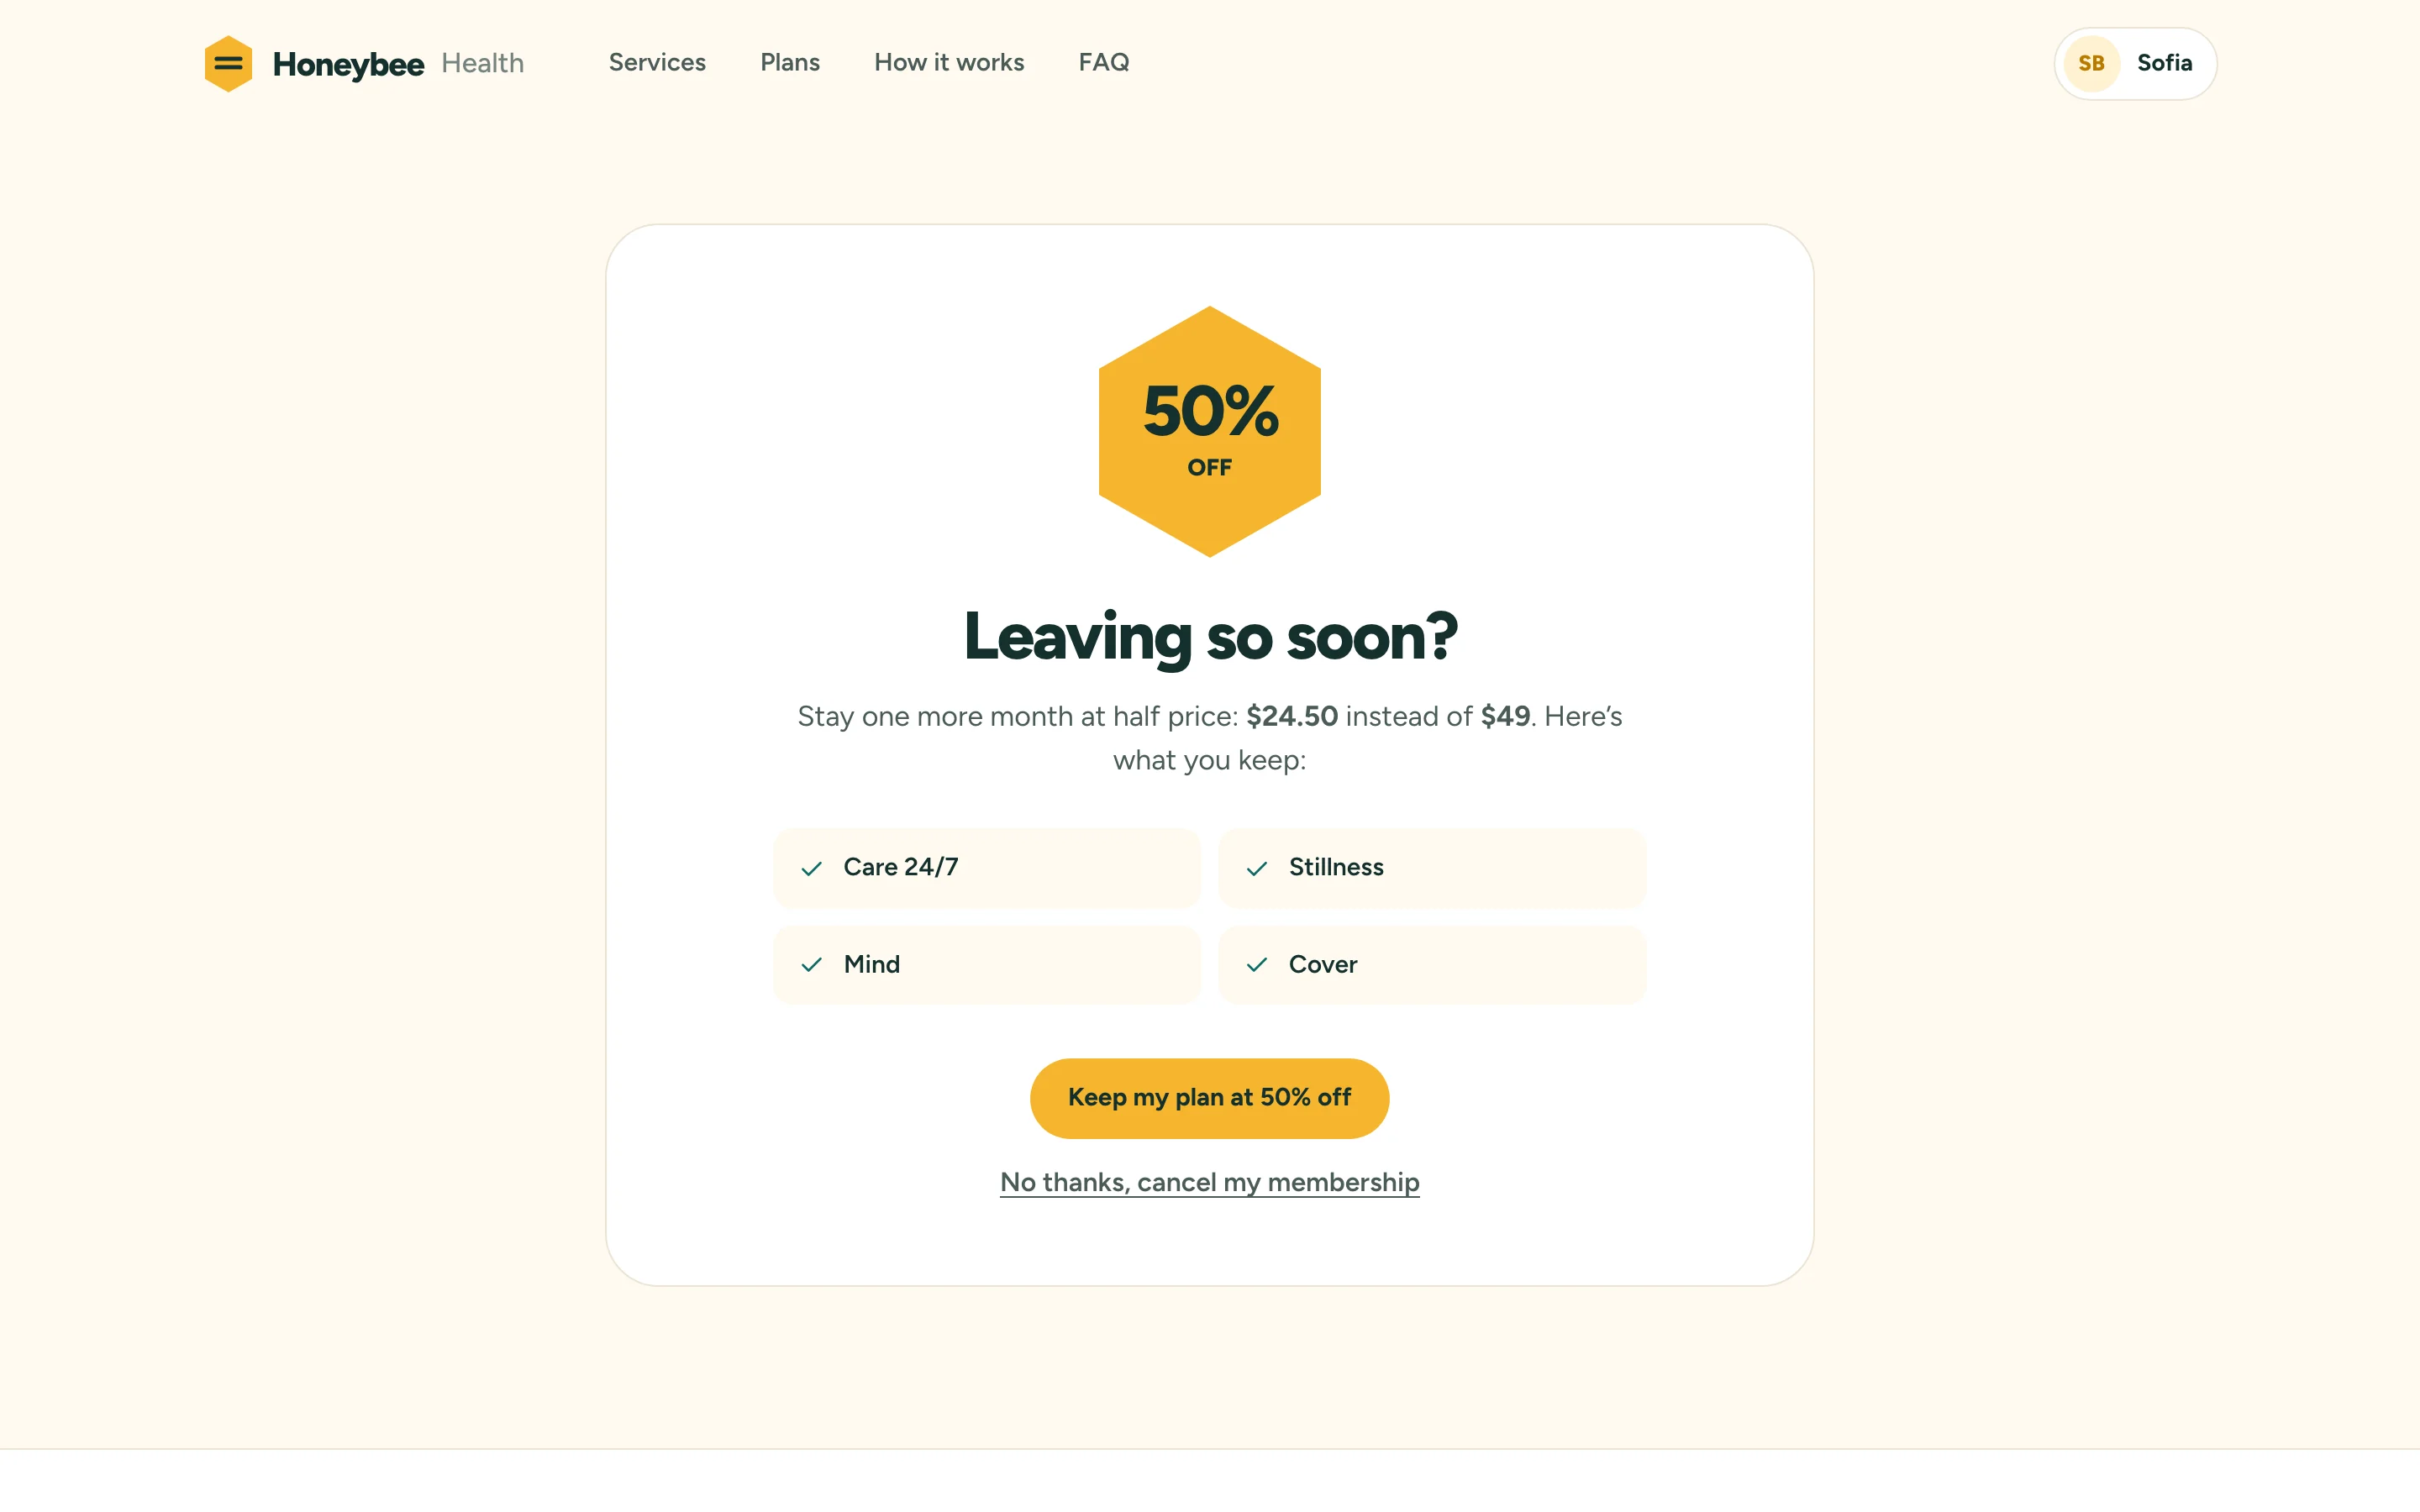 Honeybee Health
Services
Plans
How it works
FAQ
SB
Sofia
50%
OFF
Leaving so soon?
Stay one more month at half price: $24.50 instead of $49. Here’s
what you keep:
Care 24/7
Stillness
Mind
Cover
Keep my plan at 50% off
No thanks, cancel my membership